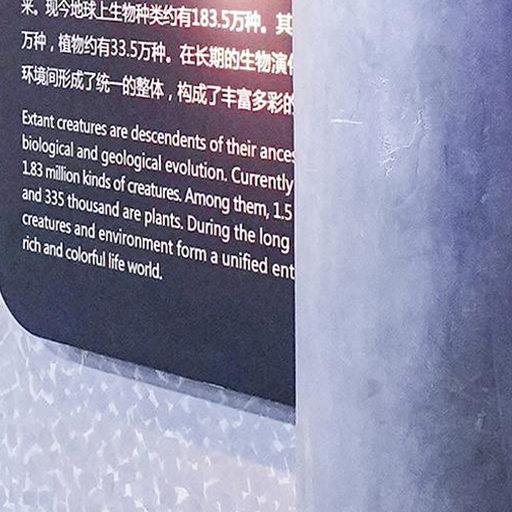 米。现今地球上生物种类约有183.5万种。其
万种，植物约有33.5万种。在长期的生物演
环境间形成了统一的整体，构成了丰富多彩的
Extant creatures are descendents of their
biological and geological evolution. Currently
1.83 million kinds of creatures. Among them, 1.5
and 335 thousand are plants. During the long
creatures and environment form a unified
rich and colorful life world.